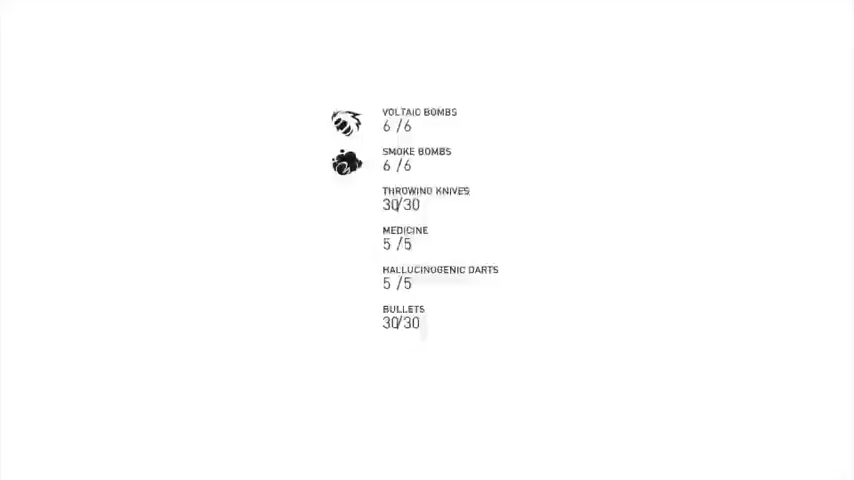 VOLTAIC BOMBS
6 /6
SMOKE BOMBS
6 /6
THROWING KNIVES
30/30
MEDICINE
5 /5
HALLUCINOGENIC DARTS
5 /5
BULLETS
30/30